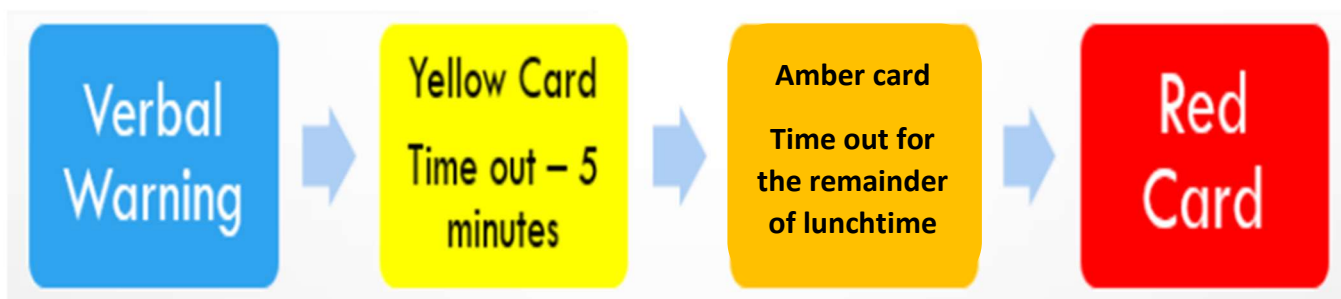 Verbal
Warning
Yellow Card
Time out – 5
minutes
Amber card
Time out for
the remainder
of lunchtime
Red
Card